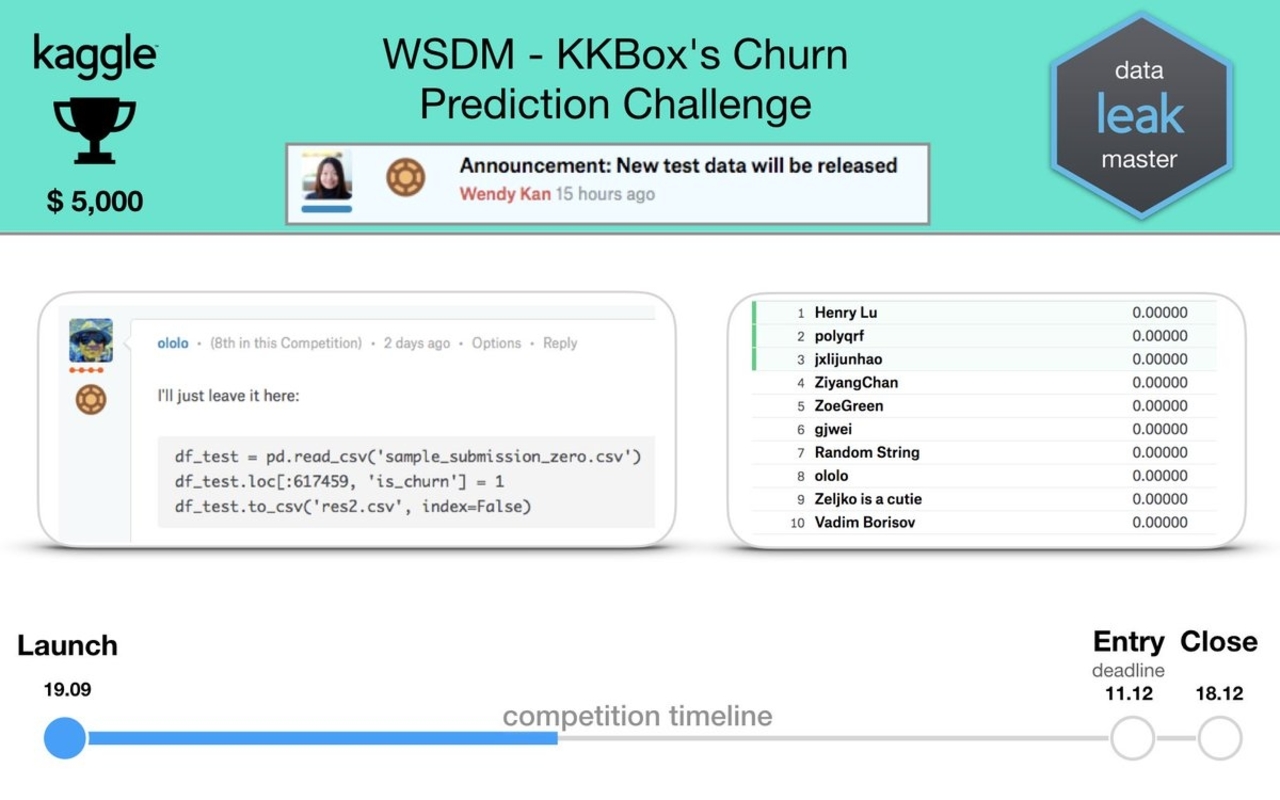 kaggle
$ 5,000
WSDM - KKBox's Churn
Prediction Challenge
Announcement: New test data will be released
Wendy Kan 15 hours ago
data
leak
master
ololo • (8th in this Competition) • 2 days ago • Options • Reply
I'll just leave it here:
df_test = pd.read_csv('sample_submission_zero.csv')
df_test.loc[:617459, 'is_churn'] = 1
df_test.to_csv('res2.csv', index=False)
1 Henry Lu 0.00000
2 polyqrf 0.00000
3 jxlijunhao 0.00000
4 ZiyangChan 0.00000
5 ZoeGreen 0.00000
6 gjwei 0.00000
7 Random String 0.00000
8 ololo 0.00000
9 Zeljko is a cutie 0.00000
10 Vadim Borisov 0.00000
Launch
19.09
competition timeline
Entry
deadline
11.12
Close
18.12